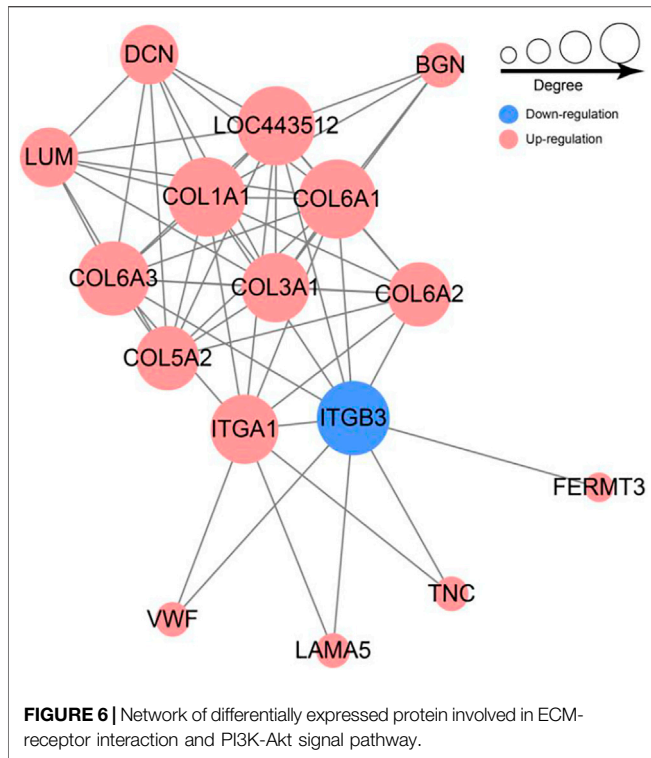 DCN
BGN
Degree
Down-regulation
Up-regulation
LOC443512
LUM
COL1A1
COL6A1
COL6A3
COL3A1
COL6A2
COL5A2
ITGA1
ITGB3
FERMT3
TNC
VWF
LAMA5
FIGURE 6 | Network of differentially expressed protein involved in ECM-
receptor interaction and PI3K-Akt signal pathway.